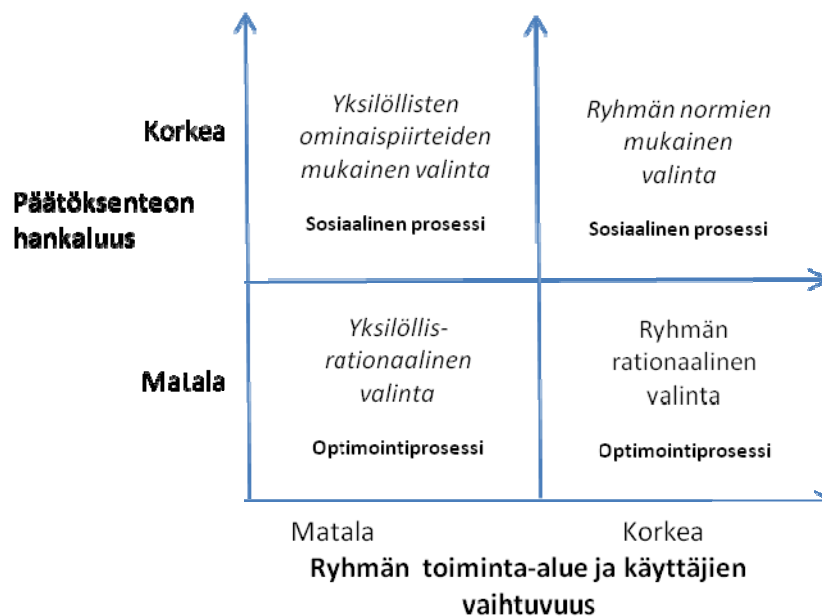 Korkea
Päätöksenteon
hankaluus
Matala
Yksilöllisten
ominaispiirteiden
mukainen valinta
Sosiaalinen prosessi
Ryhmän normien
mukainen
valinta
Sosiaalinen prosessi
Yksilöllis-
rationaalinen
valinta
Optimointiprosessi
Ryhmän
rationaalinen
valinta
Optimointiprosessi
Matala
Korkea
Ryhmän toiminta-alue ja käyttäjien
vaihtuvuus